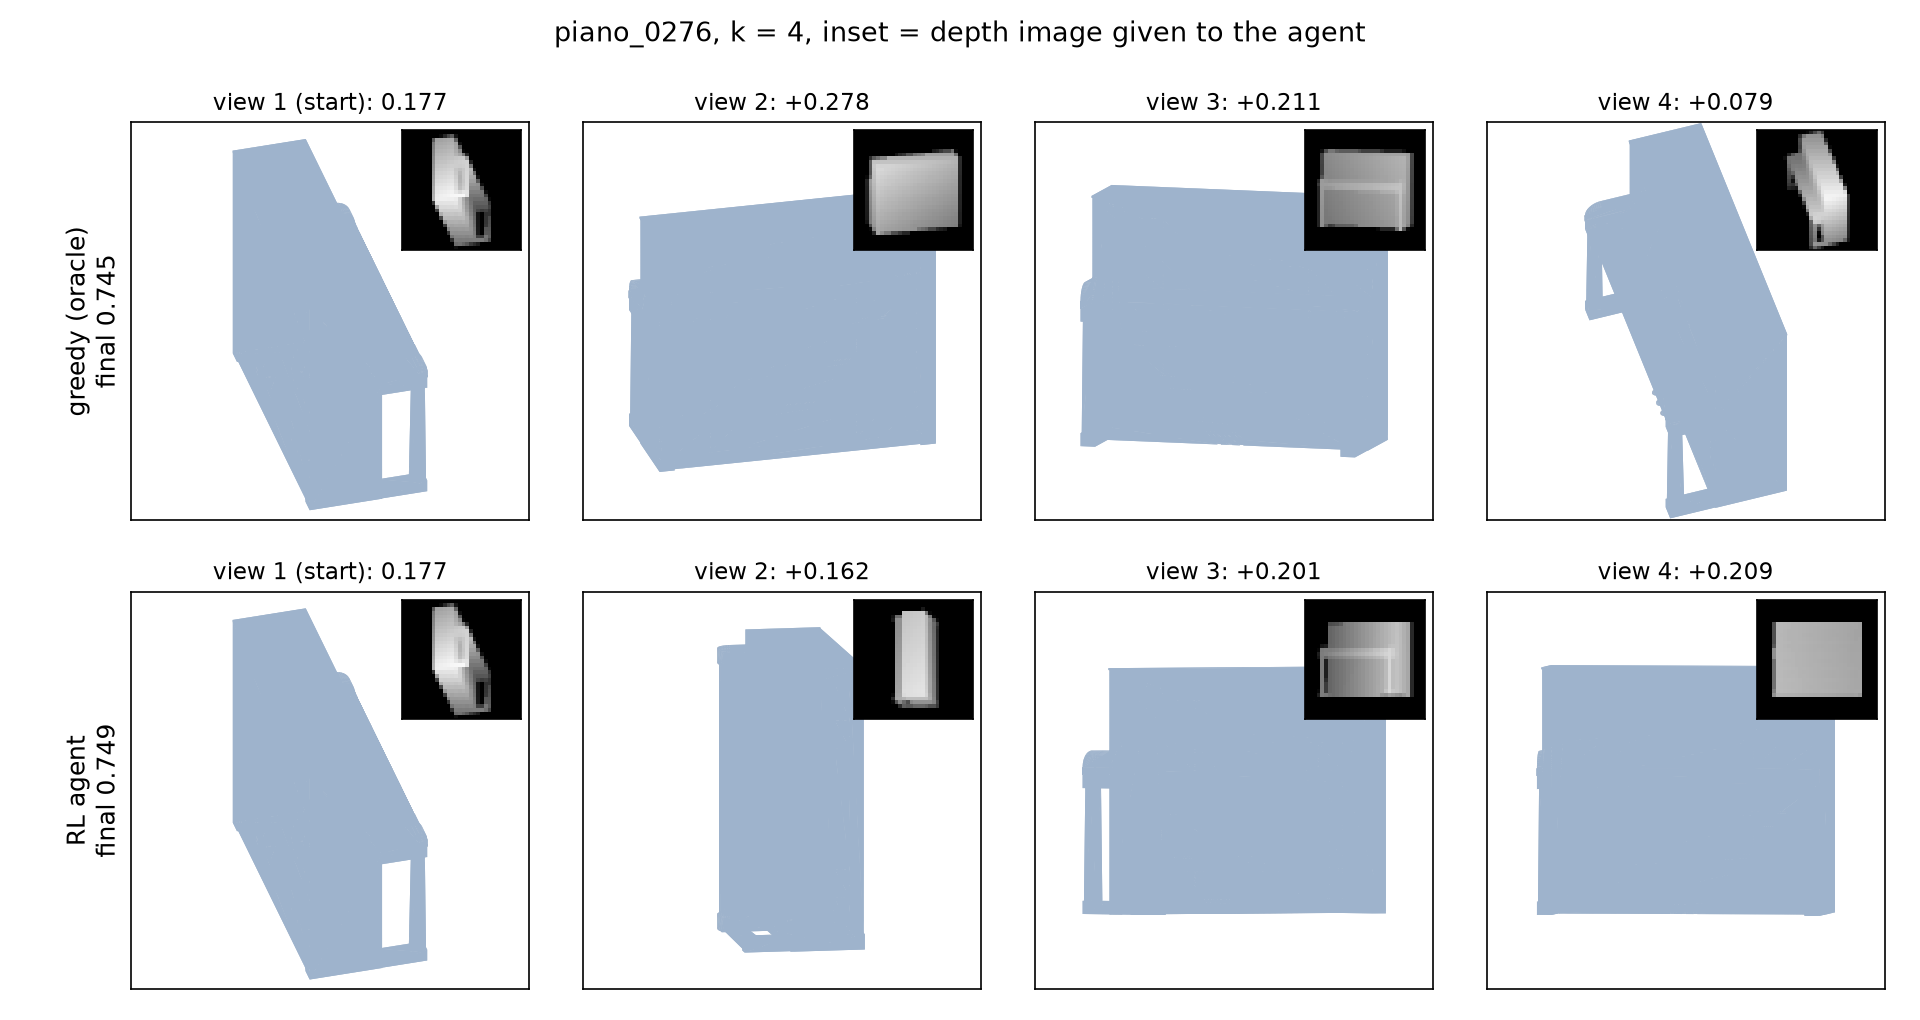 piano_0276, k = 4, inset = depth image given to the agent
view 1 (start): 0.177
view 2: +0.278
view 3: +0.211
view 4: +0.079
greedy (oracle)
final 0.745
view 1 (start): 0.177
view 2: +0.162
view 3: +0.201
view 4: +0.209
RL agent
final 0.749